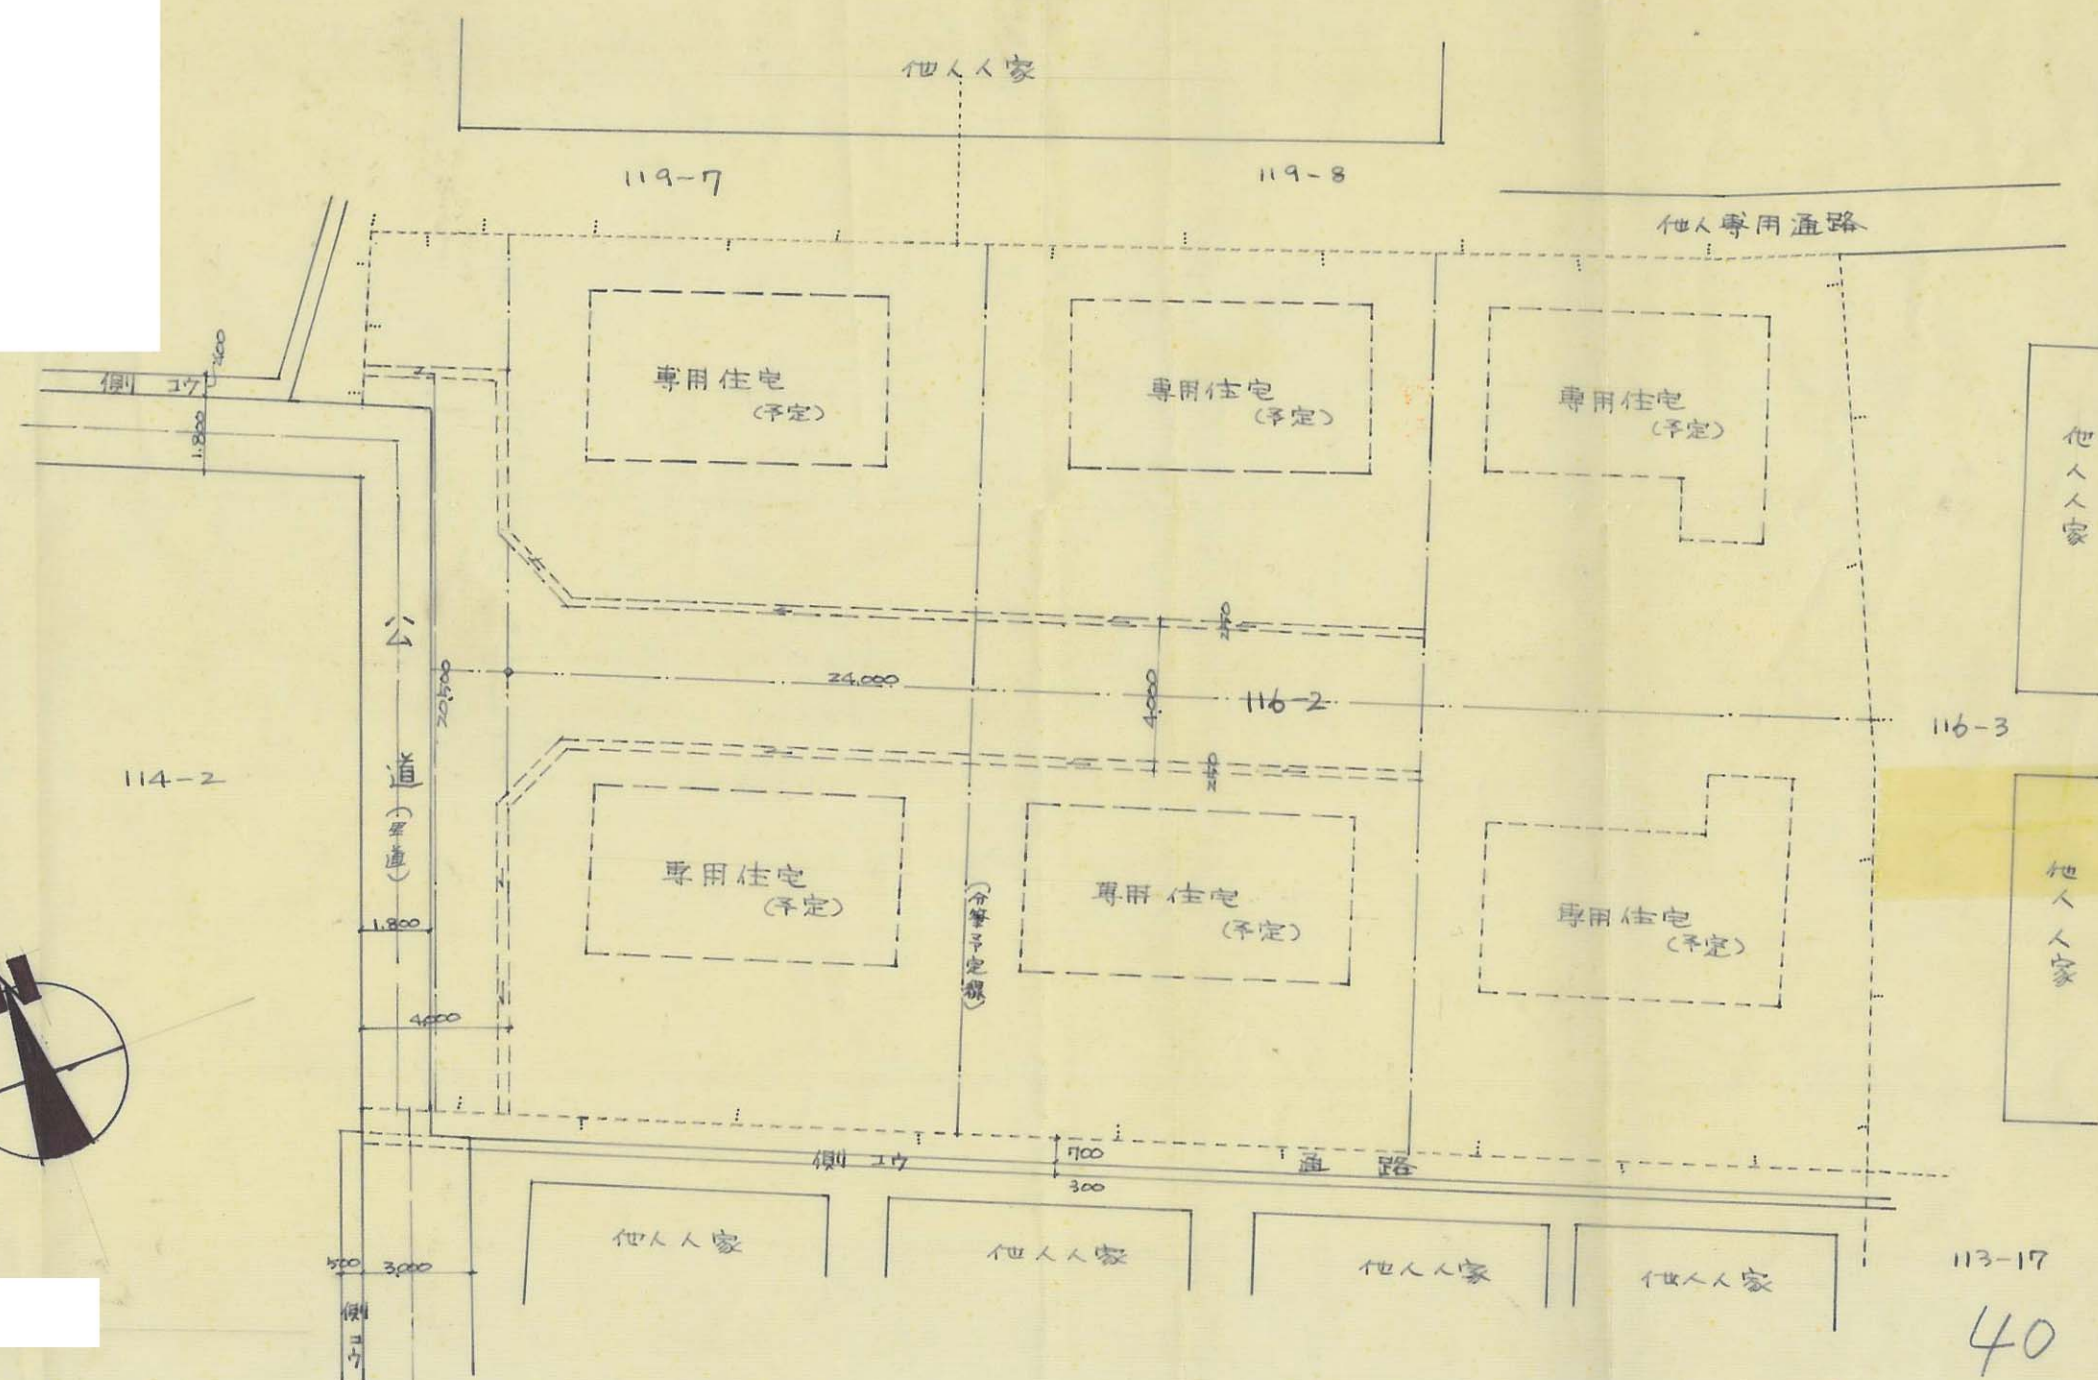 他人人家
119-7
119-8
他人専用通路
400
側コウ
1.800
専用住宅
(予定)
専用住宅
(予定)
専用住宅
(予定)
他人人家
公道(里道)
20,500
24,000
4,000
250
116-2
250
116-3
114-2
専用住宅
(予定)
専用住宅
(予定)
専用住宅
(予定)
(分筆予定線)
他人人家
1.800
N
4,000
側コウ
700
300
通路
他人人家
他人人家
他人人家
他人人家
500
3,000
側コウ
113-17
40